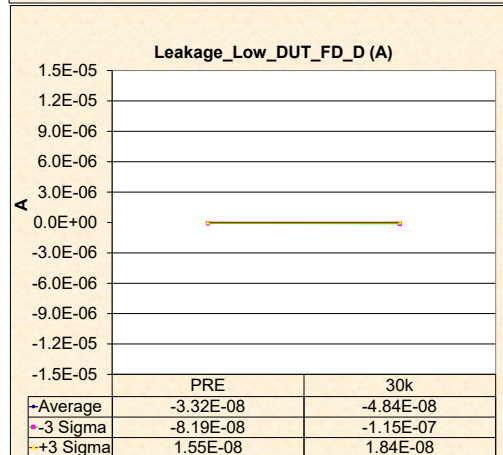 Leakage_Low_DUT_FD_D (A)
1.5E-05
1.2E-05
9.0E-06
6.0E-06
3.0E-06
0.0E+00
-3.0E-06
-6.0E-06
-9.0E-06
-1.2E-05
-1.5E-05
A
PRE 30k
Average -3.32E-08 -4.84E-08
-3 Sigma -8.19E-08 -1.15E-07
+3 Sigma 1.55E-08 1.84E-08